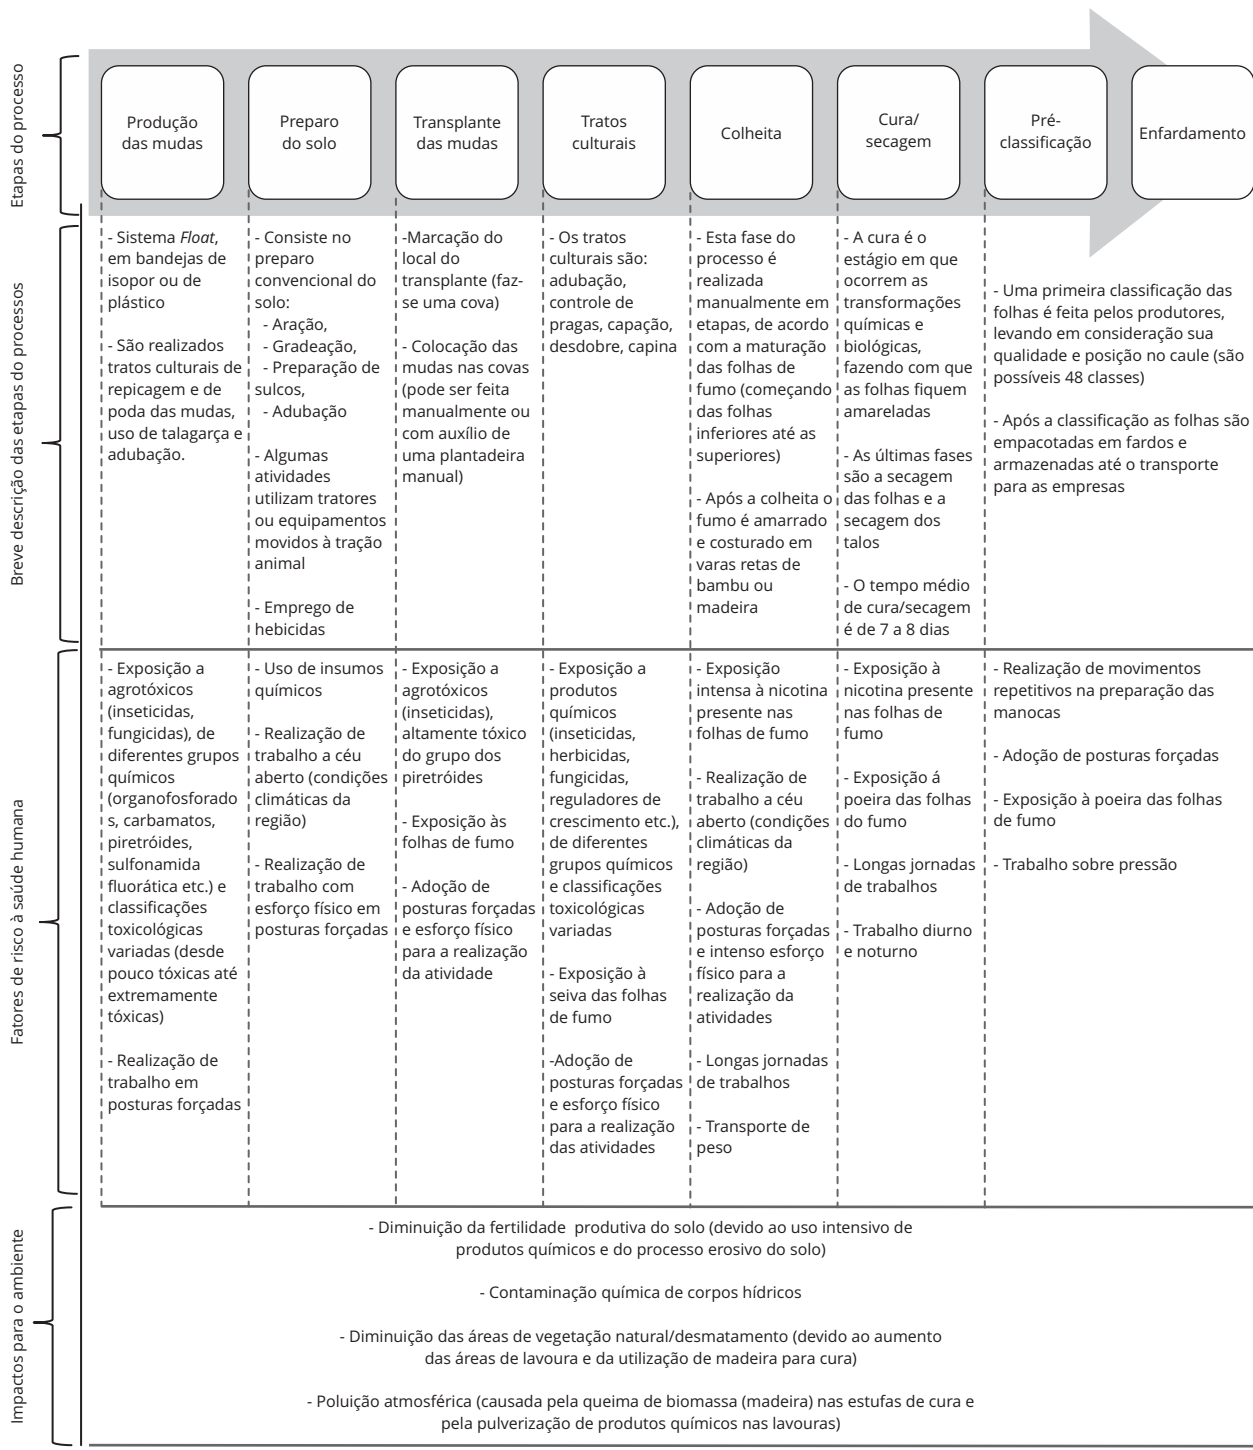 Etapas do processo
Produção
das mudas
Preparo
do solo
Transplante
das mudas
Tratos
culturais
Colheita
Cura/
secagem
Pré-
classificação
Enfardamento
Breve descrição das etapas do processos
- Sistema Float,
em bandejas de
isopor ou de
plástico
- São realizados
tratos culturais de
repicagem e de
poda das mudas,
uso de talagarça e
adubação.
- Consiste no
preparo
convencional do
solo:
- Aração,
- Gradeação,
- Preparação de
sulcos,
- Adubação
- Algumas
atividades
utilizam tratores
ou equipamentos
movidos à tração
animal
- Emprego de
hebicidas
-Marcação do
local do
transplante (faz-
se uma cova)
- Colocação das
mudas nas covas
(pode ser feita
manualmente ou
com auxílio de
uma plantadeira
manual)
- Os tratos
culturais são:
adubação,
controle de
pragas, capação,
desdobre, capina
- Esta fase do
processo é
realizada
manualmente em
etapas, de acordo
com a maturação
das folhas de
fumo (começando
das folhas
inferiores até as
superiores)
- Após a colheita o
fumo é amarrado
e costurado em
varas retas de
bambu ou
madeira
- A cura é o
estágio em que
ocorrem as
transformações
químicas e
biológicas,
fazendo com que
as folhas fiquem
amareladas
- As últimas fases
são a secagem
das folhas e a
secagem dos
talos
- O tempo médio
de cura/secagem
é de 7 a 8 dias
- Uma primeira classificação das
folhas é feita pelos produtores,
levando em consideração sua
qualidade e posição no caule (são
possíveis 48 classes)
- Após a classificação as folhas são
empacotadas em fardos e
armazenadas até o transporte
para as empresas
Fatores de risco à saúde humana
- Exposição a
agrotóxicos
(inseticidas,
fungicidas), de
diferentes grupos
químicos
(organofosforado
s, carbamatos,
piretróides,
sulfonamida
fluorática etc.) e
classificações
toxicológicas
variadas (desde
pouco tóxicas até
extremamente
tóxicas)
- Realização de
trabalho em
posturas forçadas
- Uso de insumos
químicos
- Realização de
trabalho a céu
aberto (condições
climáticas da
região)
- Realização de
trabalho com
esforço físico em
posturas forçadas
- Exposição a
agrotóxicos
(inseticidas),
altamente tóxico
do grupo dos
piretróides
- Exposição às
folhas de fumo
- Adoção de
posturas forçadas
e esforço físico
para a realização
da atividade
- Exposição a
produtos
químicos
(inseticidas,
herbicidas,
fungicidas,
reguladores de
crescimento etc.),
de diferentes
grupos químicos
e classificações
toxicológicas
variadas
- Exposição à
seiva das folhas
de fumo
-Adoção de
posturas forçadas
e esforço físico
para a realização
das atividades
- Exposição
intensa à nicotina
presente nas
folhas de fumo
- Realização de
trabalho a céu
aberto (condições
climáticas da
região)
- Adoção de
posturas forçadas
e intenso esforço
físico para a
realização da
atividades
- Longas jornadas
de trabalhos
- Transporte de
peso
- Exposição à
nicotina presente
nas folhas de
fumo
- Exposição á
poeira das folhas
do fumo
- Longas jornadas
de trabalhos
- Trabalho diurno
e noturno
- Realização de movimentos
repetitivos na preparação das
manocas
- Adoção de posturas forçadas
- Exposição à poeira das folhas
de fumo
- Trabalho sobre pressão
Impactos para o ambiente
- Diminuição da fertilidade produtiva do solo (devido ao uso intensivo de
produtos químicos e do processo erosivo do solo)
- Contaminação química de corpos hídricos
- Diminuição das áreas de vegetação natural/desmatamento (devido ao aumento
das áreas de lavoura e da utilização de madeira para cura)
- Poluição atmosférica (causada pela queima de biomassa (madeira) nas estufas de cura e
pela pulverização de produtos químicos nas lavouras)